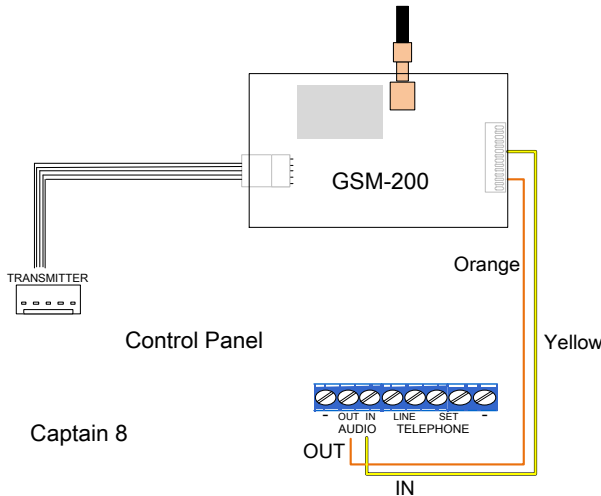 GSM-200
Orange
TRANSMITTER
Control Panel
Yellow
- OUT IN LINE SET -
AUDIO TELEPHONE
Captain 8
OUT
IN